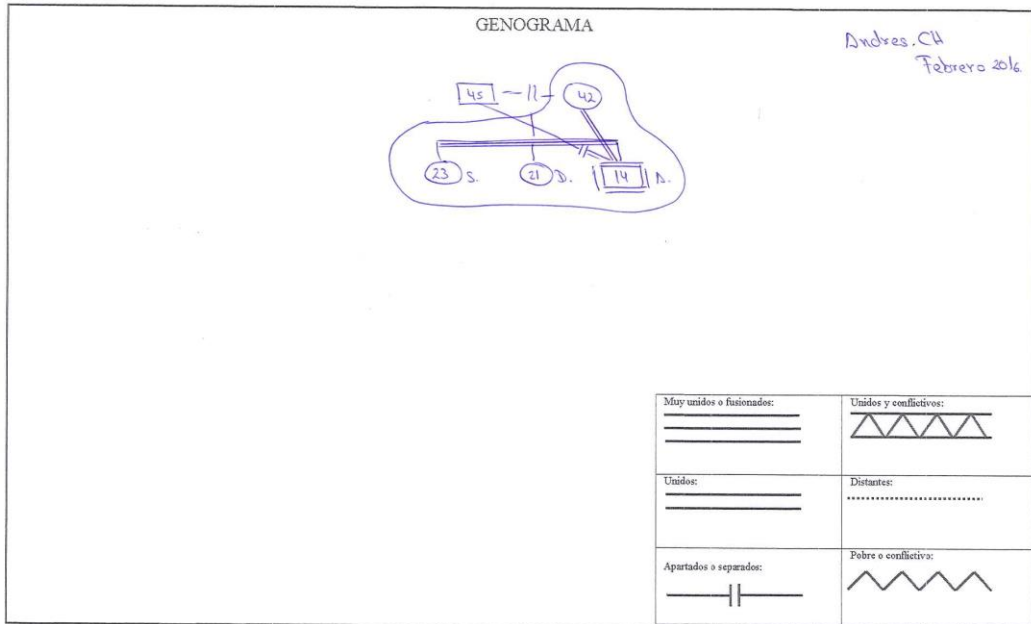 GENOGRAMA
Andres. CH
Febrero 2016
45
42
23 S.
21 D.
14 A.
Muy unidos o fusionados:
Unidos y conflictivos:
Unidos:
Distantes:
Apartados o separados:
Pobre o conflictiva: